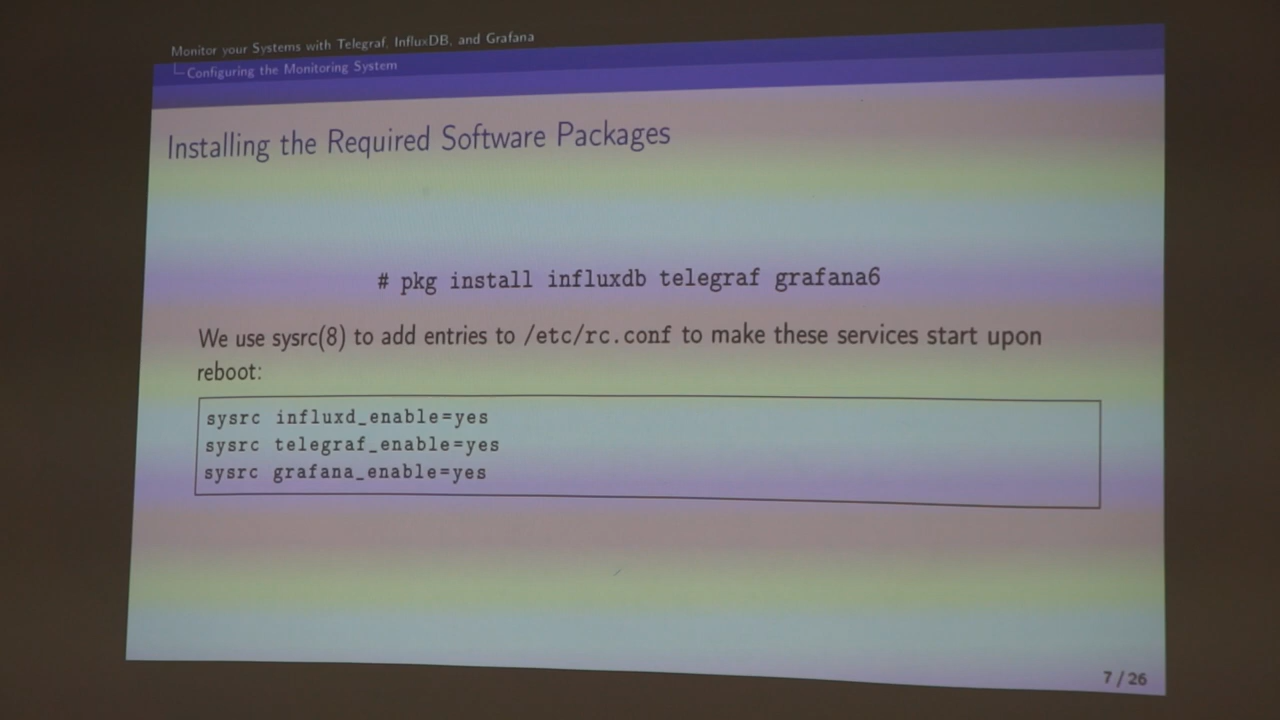 Monitor your Systems with Telegraf, InfluxDB, and Grafana
Configuring the Monitoring System
Installing the Required Software Packages
# pkg install influxdb telegraf grafana6
We use sysrc(8) to add entries to /etc/rc.conf to make these services start upon
reboot:
sysrc influxd_enable=yes
sysrc telegraf_enable=yes
sysrc grafana_enable=yes
7 / 26